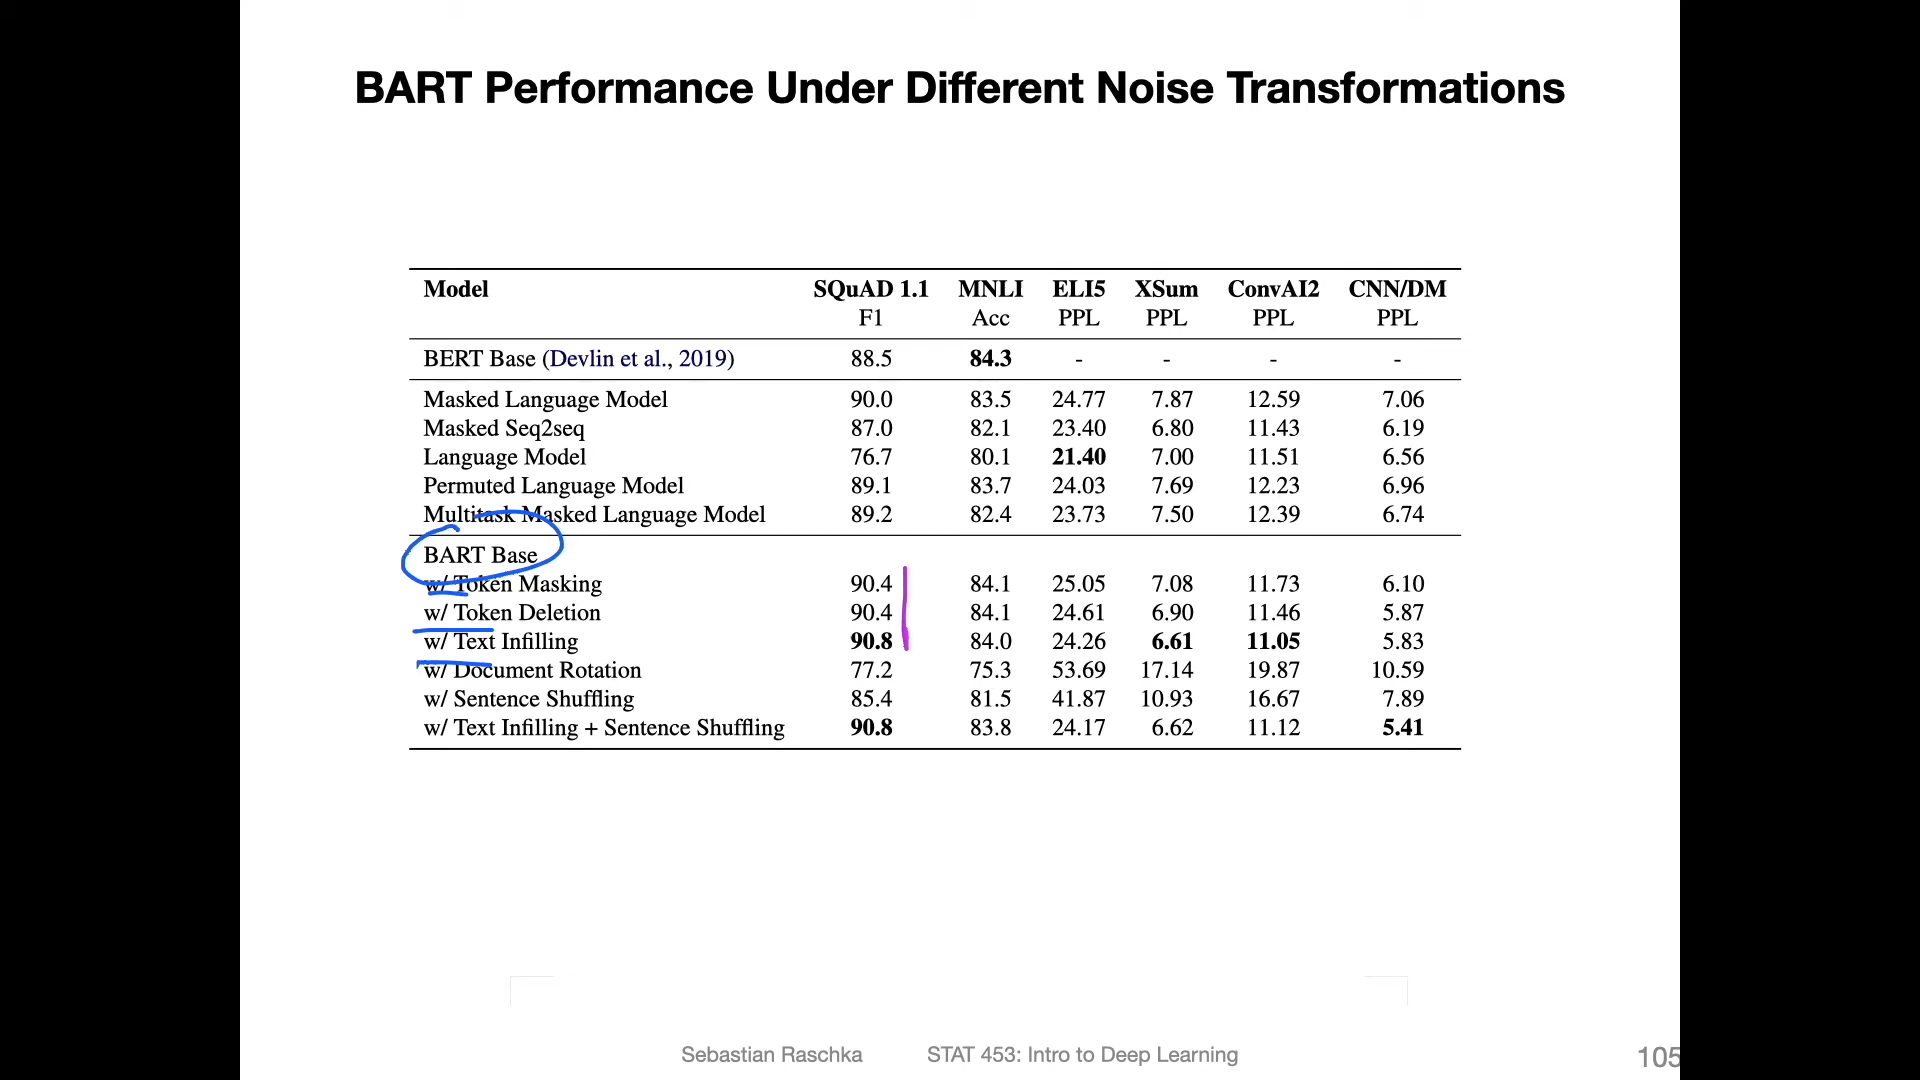 BART Performance Under Different Noise Transformations
Model SQuAD 1.1 MNLI ELI5 XSum ConvAI2 CNN/DM
F1 Acc PPL PPL PPL PPL
BERT Base (Devlin et al., 2019) 88.5 84.3 - - - -
Masked Language Model 90.0 83.5 24.77 7.87 12.59 7.06
Masked Seq2seq 87.0 82.1 23.40 6.80 11.43 6.19
Language Model 76.7 80.1 21.40 7.00 11.51 6.56
Permuted Language Model 89.1 83.7 24.03 7.69 12.23 6.96
Multitask Masked Language Model 89.2 82.4 23.73 7.50 12.39 6.74
BART Base
w/ Token Masking 90.4 84.1 25.05 7.08 11.73 6.10
w/ Token Deletion 90.4 84.1 24.61 6.90 11.46 5.87
w/ Text Infilling 90.8 84.0 24.26 6.61 11.05 5.83
w/ Document Rotation 77.2 75.3 53.69 17.14 19.87 10.59
w/ Sentence Shuffling 85.4 81.5 41.87 10.93 16.67 7.89
w/ Text Infilling + Sentence Shuffling 90.8 83.8 24.17 6.62 11.12 5.41
Sebastian Raschka STAT 453: Intro to Deep Learning 105